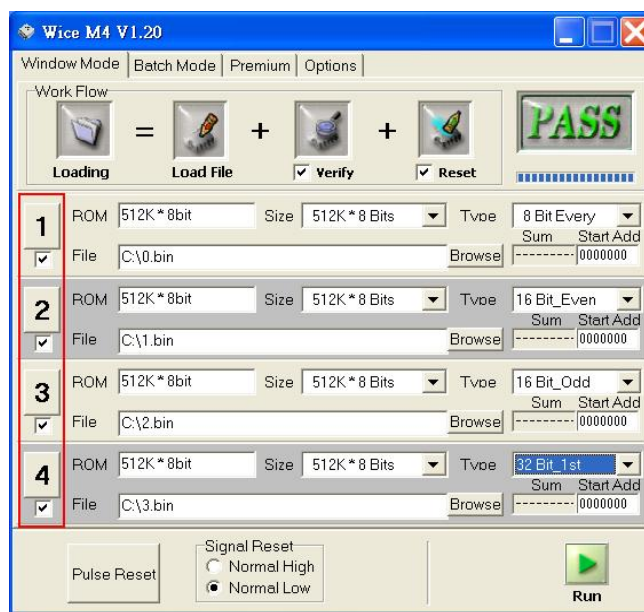 Wice M4 V1.20
Window Mode Batch Mode Premium Options
Work Flow
= + +
PASS
Loading Load File Verify Reset
1 ROM 512K*8bit Size 512K*8 Bits Type 8 Bit Every
Sum Start Add
File C:\0.bin Browse --------- 0000000
2 ROM 512K*8bit Size 512K*8 Bits Type 16 Bit_Even
Sum Start Add
File C:\1.bin Browse --------- 0000000
3 ROM 512K*8bit Size 512K*8 Bits Type 16 Bit_Odd
Sum Start Add
File C:\2.bin Browse --------- 0000000
4 ROM 512K*8bit Size 512K*8 Bits Type 32 Bit_1st
Sum Start Add
File C:\3.bin Browse --------- 0000000
Signal Reset
Normal High
Pulse Reset
Normal Low
Run